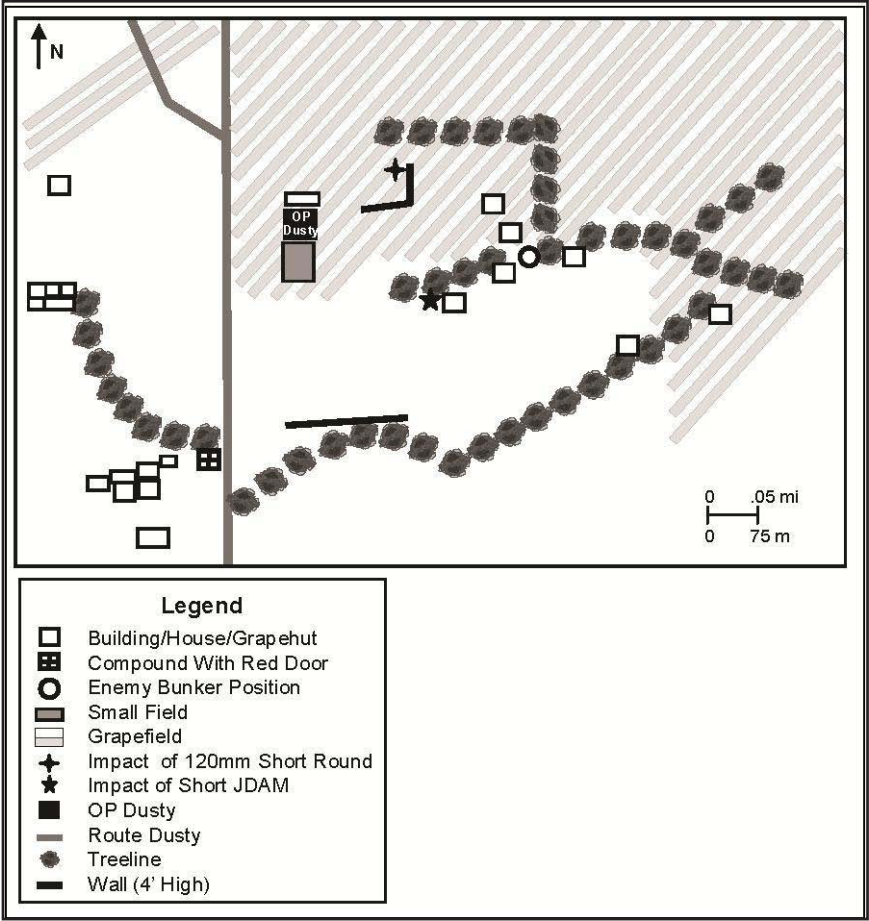 N
OP
Dusty
0 .05 mi
0 75 m
Legend
Building/House/Grapehut
Compound With Red Door
Enemy Bunker Position
Small Field
Grapefield
Impact of 120mm Short Round
Impact of Short JDAM
OP Dusty
Route Dusty
Treeline
Wall (4' High)